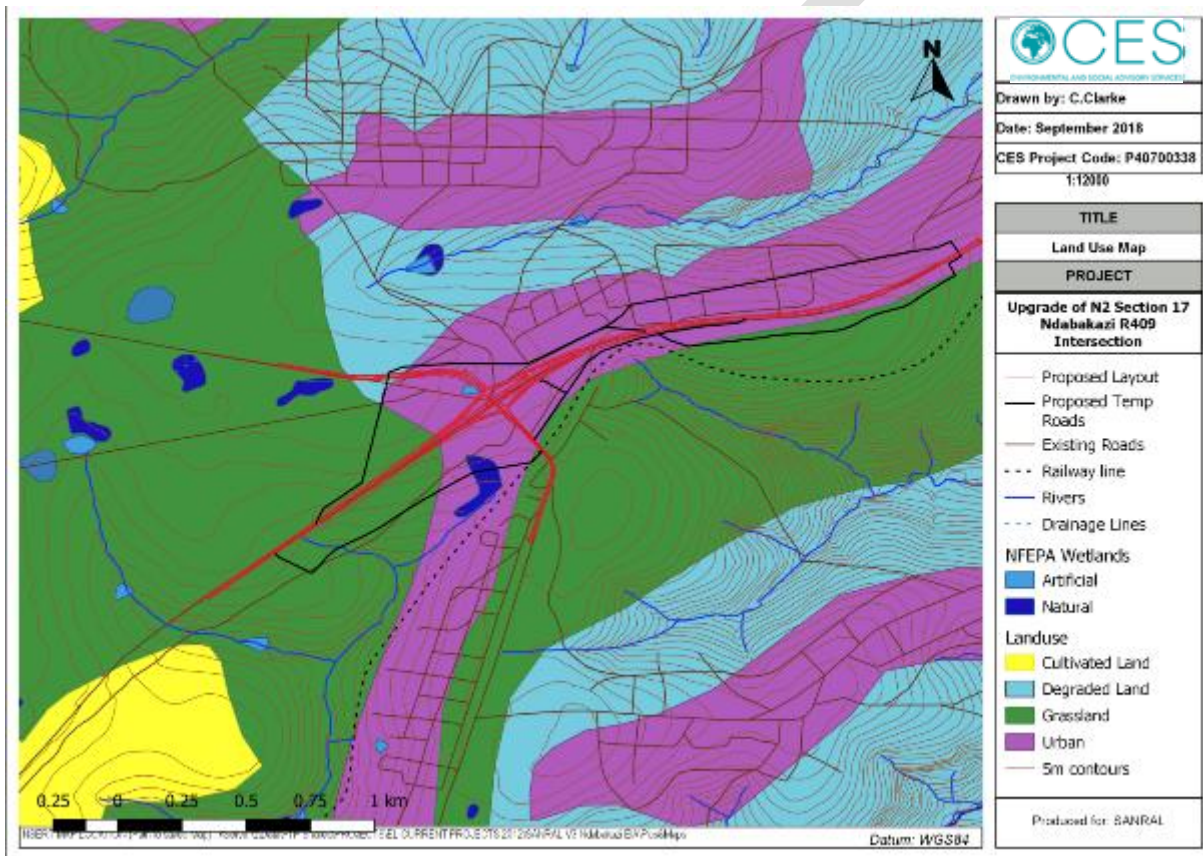 N
0.25 0 0.25 0.5 0.75 1 km
Datum: WGS84
CES
ENVIRONMENTAL AND SOCIAL ADVISORY SERVICES
Drawn by: C.Clarke
Date: September 2018
CES Project Code: P40700338
1:12000
TITLE
Land Use Map
PROJECT
Upgrade of N2 Section 17
Ndabakazi R409
Intersection
Proposed Layout
Proposed Temp
Roads
Existing Roads
Railway line
Rivers
Drainage Lines
NFEPA Wetlands
Artificial
Natural
Landuse
Cultivated Land
Degraded Land
Grassland
Urban
5m contours
Produced for: SANRAL